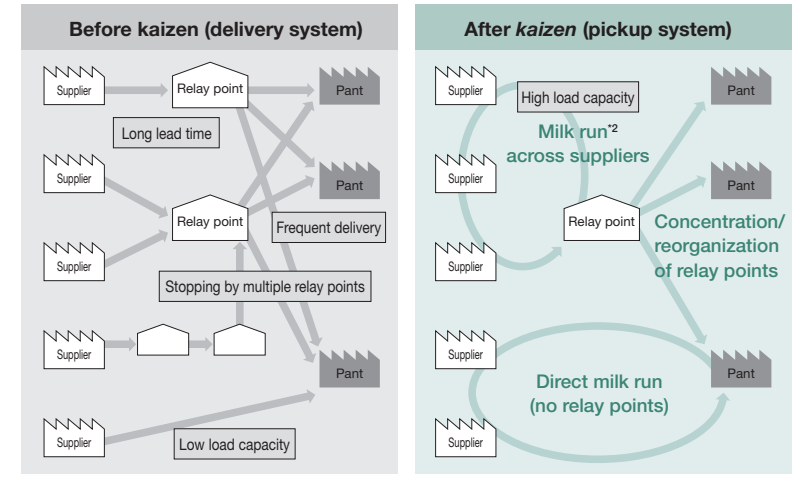 Before kaizen (delivery system)
Supplier
Relay point
Pant
Long lead time
Supplier
Pant
Relay point
Frequent delivery
Supplier
Stopping by multiple relay points
Supplier
Pant
Supplier
Low load capacity
After kaizen (pickup system)
Supplier
High load capacity
Pant
Milk run*2
across suppliers
Supplier
Pant
Relay point
Concentration/
reorganization
of relay points
Supplier
Supplier
Direct milk run
(no relay points)
Pant
Supplier